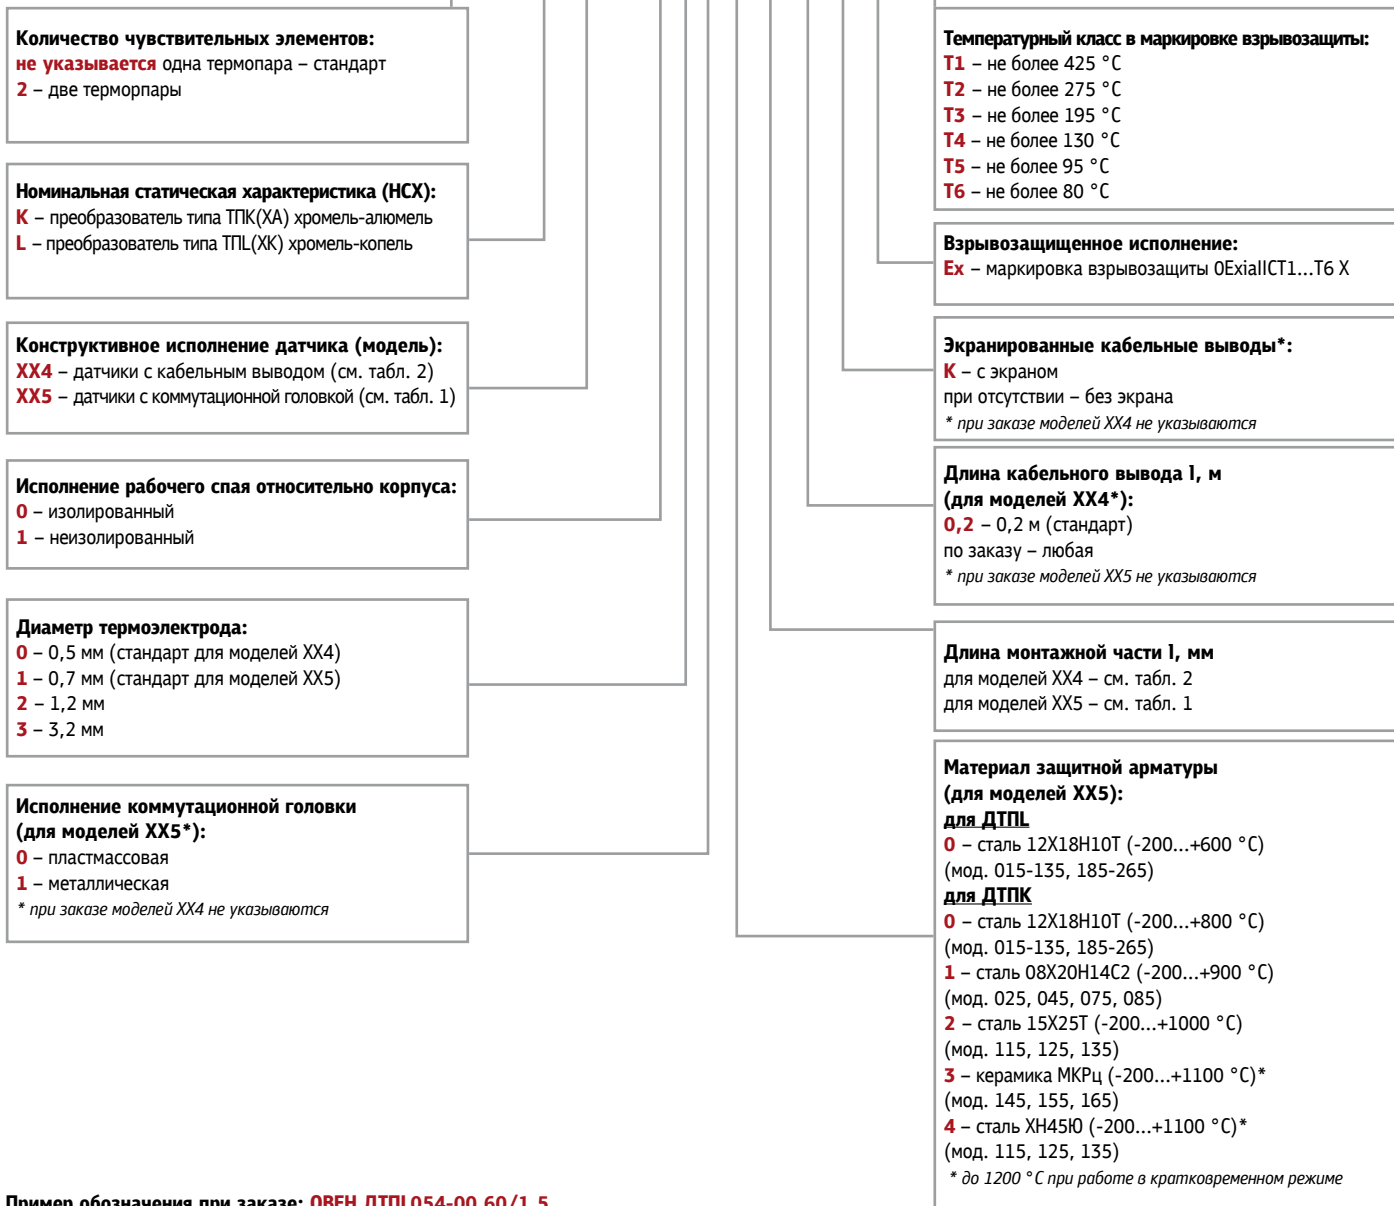 Количество чувствительных элементов:
не указывается одна термопара – стандарт
2 – две терморпары
Номинальная статическая характеристика (НСХ):
K – преобразователь типа ТПК(ХА) хромель-алюмель
L – преобразователь типа ТПL(ХК) хромель-копель
Конструктивное исполнение датчика (модель):
XX4 – датчики с кабельным выводом (см. табл. 2)
XX5 – датчики с коммутационной головкой (см. табл. 1)
Исполнение рабочего спая относительно корпуса:
0 – изолированный
1 – неизолированный
Диаметр термоэлектрода:
0 – 0,5 мм (стандарт для моделей XX4)
1 – 0,7 мм (стандарт для моделей XX5)
2 – 1,2 мм
3 – 3,2 мм
Исполнение коммутационной головки
(для моделей XX5*):
0 – пластмассовая
1 – металлическая
* при заказе моделей XX4 не указываются
Температурный класс в маркировке взрывозащиты:
T1 – не более 425 °C
T2 – не более 275 °C
T3 – не более 195 °C
T4 – не более 130 °C
T5 – не более 95 °C
T6 – не более 80 °C
Взрывозащищенное исполнение:
Ex – маркировка взрывозащиты 0ExiaIICT1...T6 X
Экранированные кабельные выводы*:
К – с экраном
при отсутствии – без экрана
* при заказе моделей XX4 не указываются
Длина кабельного вывода l, м
(для моделей XX4*):
0,2 – 0,2 м (стандарт)
по заказу – любая
* при заказе моделей XX5 не указываются
Длина монтажной части l, мм
для моделей XX4 – см. табл. 2
для моделей XX5 – см. табл. 1
Материал защитной арматуры
(для моделей XX5):
для ДТПL
0 – сталь 12Х18Н10Т (-200...+600 °C)
(мод. 015-135, 185-265)
для ДТПК
0 – сталь 12Х18Н10Т (-200...+800 °C)
(мод. 015-135, 185-265)
1 – сталь 08Х20Н14С2 (-200...+900 °C)
(мод. 025, 045, 075, 085)
2 – сталь 15Х25Т (-200...+1000 °C)
(мод. 115, 125, 135)
3 – керамика МКРц (-200...+1100 °C)*
(мод. 145, 155, 165)
4 – сталь ХН45Ю (-200...+1100 °C)*
(мод. 115, 125, 135)
* до 1200 °C при работе в кратковременном режиме
Пример обозначения при заказе: ОВЕН ДТПL054-00.60/1,5